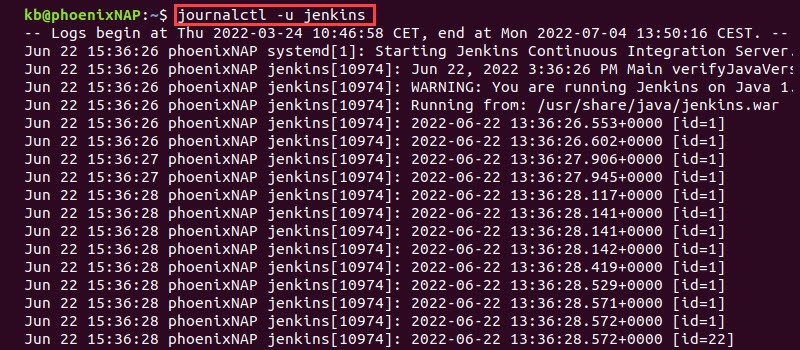 kb@phoenixNAP:~$ journalctl -u jenkins
-- Logs begin at Thu 2022-03-24 10:46:58 CET, end at Mon 2022-07-04 13:50:16 CEST. --
Jun 22 15:36:26 phoenixNAP systemd[1]: Starting Jenkins Continuous Integration Server.
Jun 22 15:36:26 phoenixNAP jenkins[10974]: Jun 22, 2022 3:36:26 PM Main verifyJavaVers
Jun 22 15:36:26 phoenixNAP jenkins[10974]: WARNING: You are running Jenkins on Java 1.
Jun 22 15:36:26 phoenixNAP jenkins[10974]: Running from: /usr/share/java/jenkins.war
Jun 22 15:36:26 phoenixNAP jenkins[10974]: 2022-06-22 13:36:26.553+0000 [id=1]
Jun 22 15:36:26 phoenixNAP jenkins[10974]: 2022-06-22 13:36:26.602+0000 [id=1]
Jun 22 15:36:27 phoenixNAP jenkins[10974]: 2022-06-22 13:36:27.906+0000 [id=1]
Jun 22 15:36:27 phoenixNAP jenkins[10974]: 2022-06-22 13:36:27.945+0000 [id=1]
Jun 22 15:36:28 phoenixNAP jenkins[10974]: 2022-06-22 13:36:28.117+0000 [id=1]
Jun 22 15:36:28 phoenixNAP jenkins[10974]: 2022-06-22 13:36:28.141+0000 [id=1]
Jun 22 15:36:28 phoenixNAP jenkins[10974]: 2022-06-22 13:36:28.141+0000 [id=1]
Jun 22 15:36:28 phoenixNAP jenkins[10974]: 2022-06-22 13:36:28.142+0000 [id=1]
Jun 22 15:36:28 phoenixNAP jenkins[10974]: 2022-06-22 13:36:28.419+0000 [id=1]
Jun 22 15:36:28 phoenixNAP jenkins[10974]: 2022-06-22 13:36:28.529+0000 [id=1]
Jun 22 15:36:28 phoenixNAP jenkins[10974]: 2022-06-22 13:36:28.571+0000 [id=1]
Jun 22 15:36:28 phoenixNAP jenkins[10974]: 2022-06-22 13:36:28.572+0000 [id=1]
Jun 22 15:36:28 phoenixNAP jenkins[10974]: 2022-06-22 13:36:28.572+0000 [id=22]